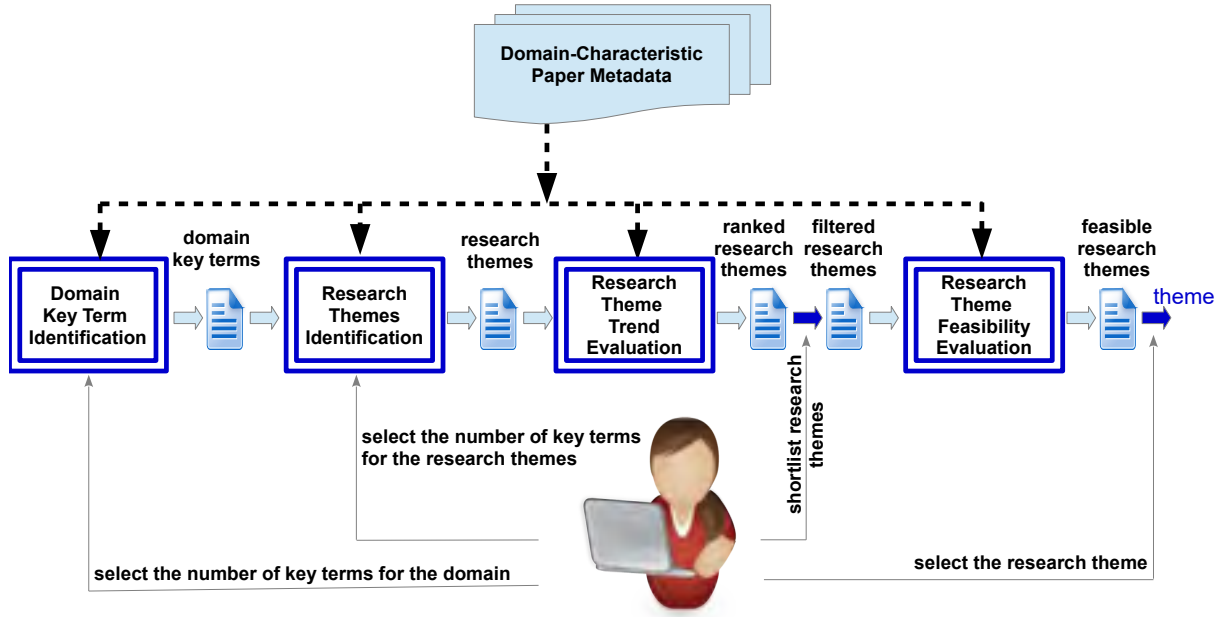 Domain-Characteristic
Paper Metadata
domain
key terms
research
themes
ranked
research
themes
filtered
research
themes
feasible
research
themes
Domain
Key Term
Identification
Research
Themes
Identification
Research
Theme
Trend
Evaluation
Research
Theme
Feasibility
Evaluation
theme
select the number of key terms
for the research themes
shortlist research
themes
select the number of key terms for the domain
select the research theme